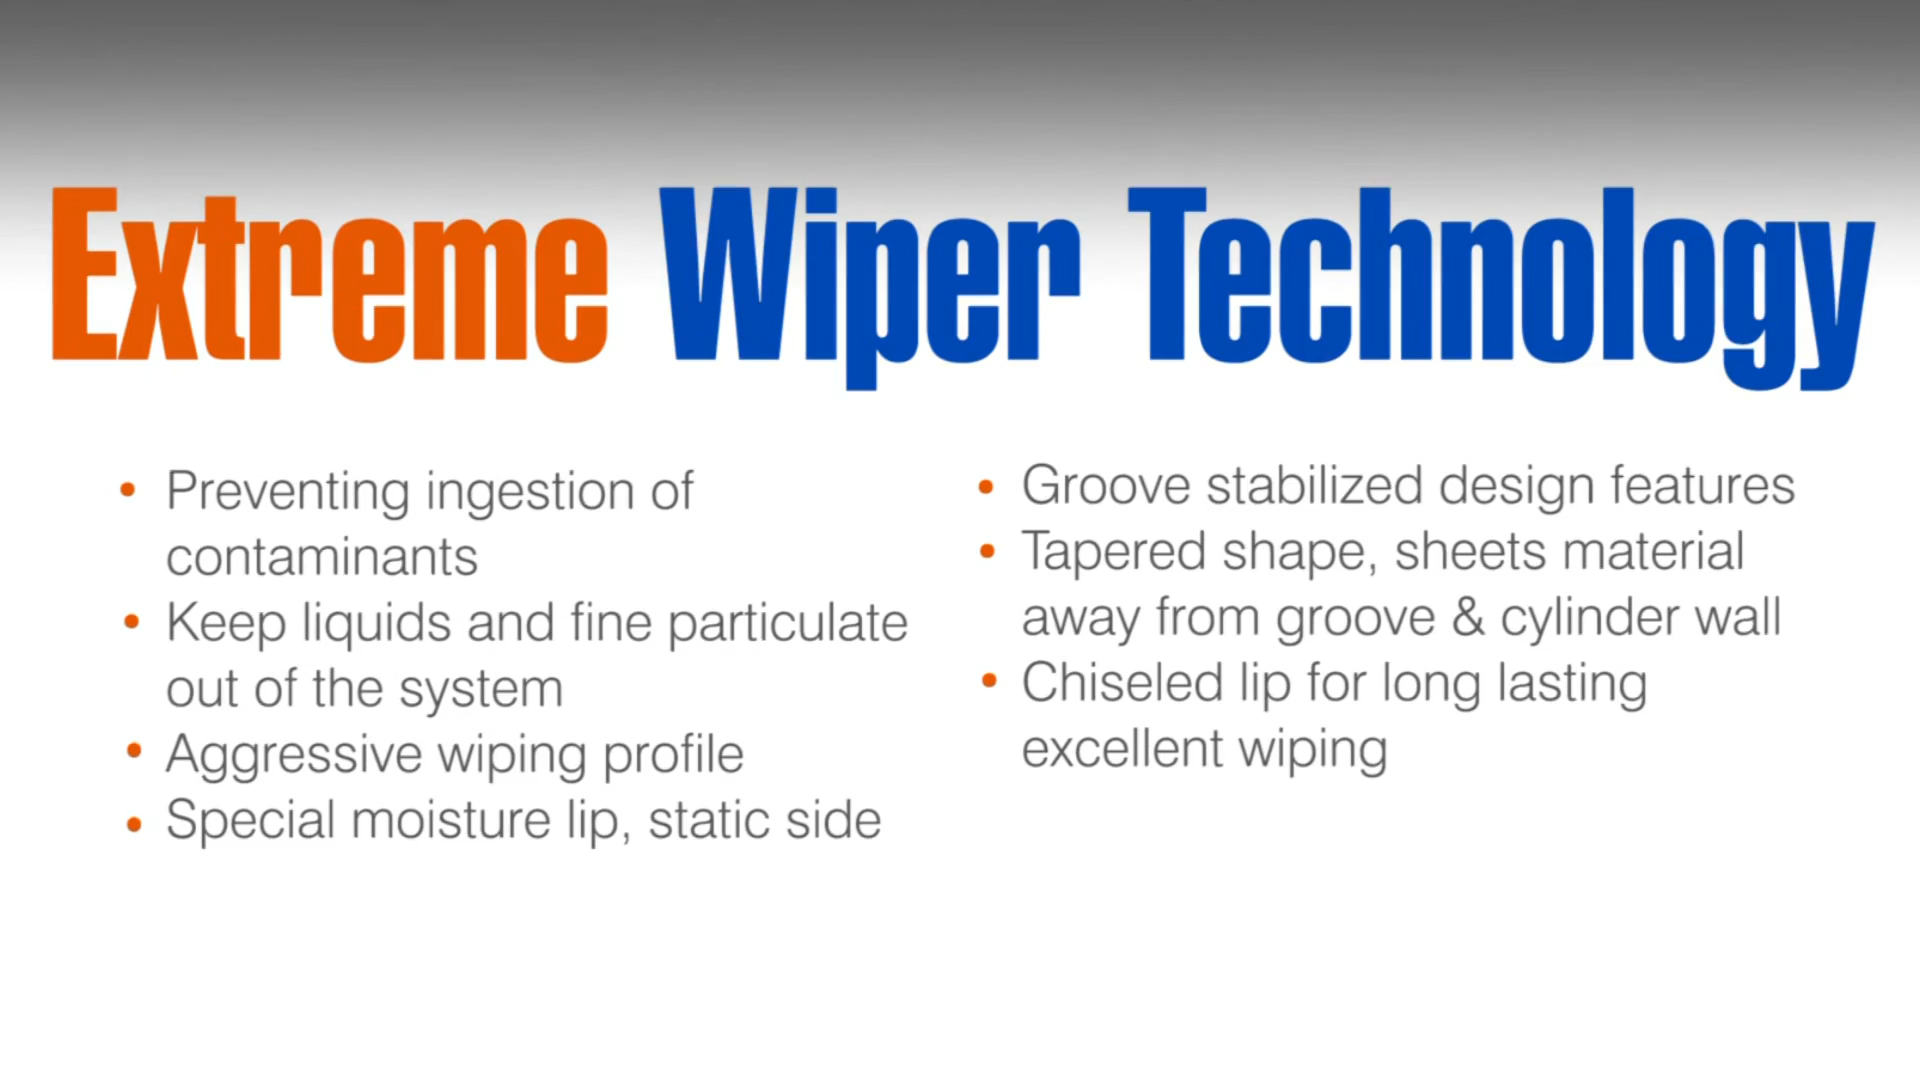 Extreme Wiper Technology
• Preventing ingestion of
contaminants
• Keep liquids and fine particulate
out of the system
• Aggressive wiping profile
• Special moisture lip, static side
• Groove stabilized design features
• Tapered shape, sheets material
away from groove & cylinder wall
• Chiseled lip for long lasting
excellent wiping